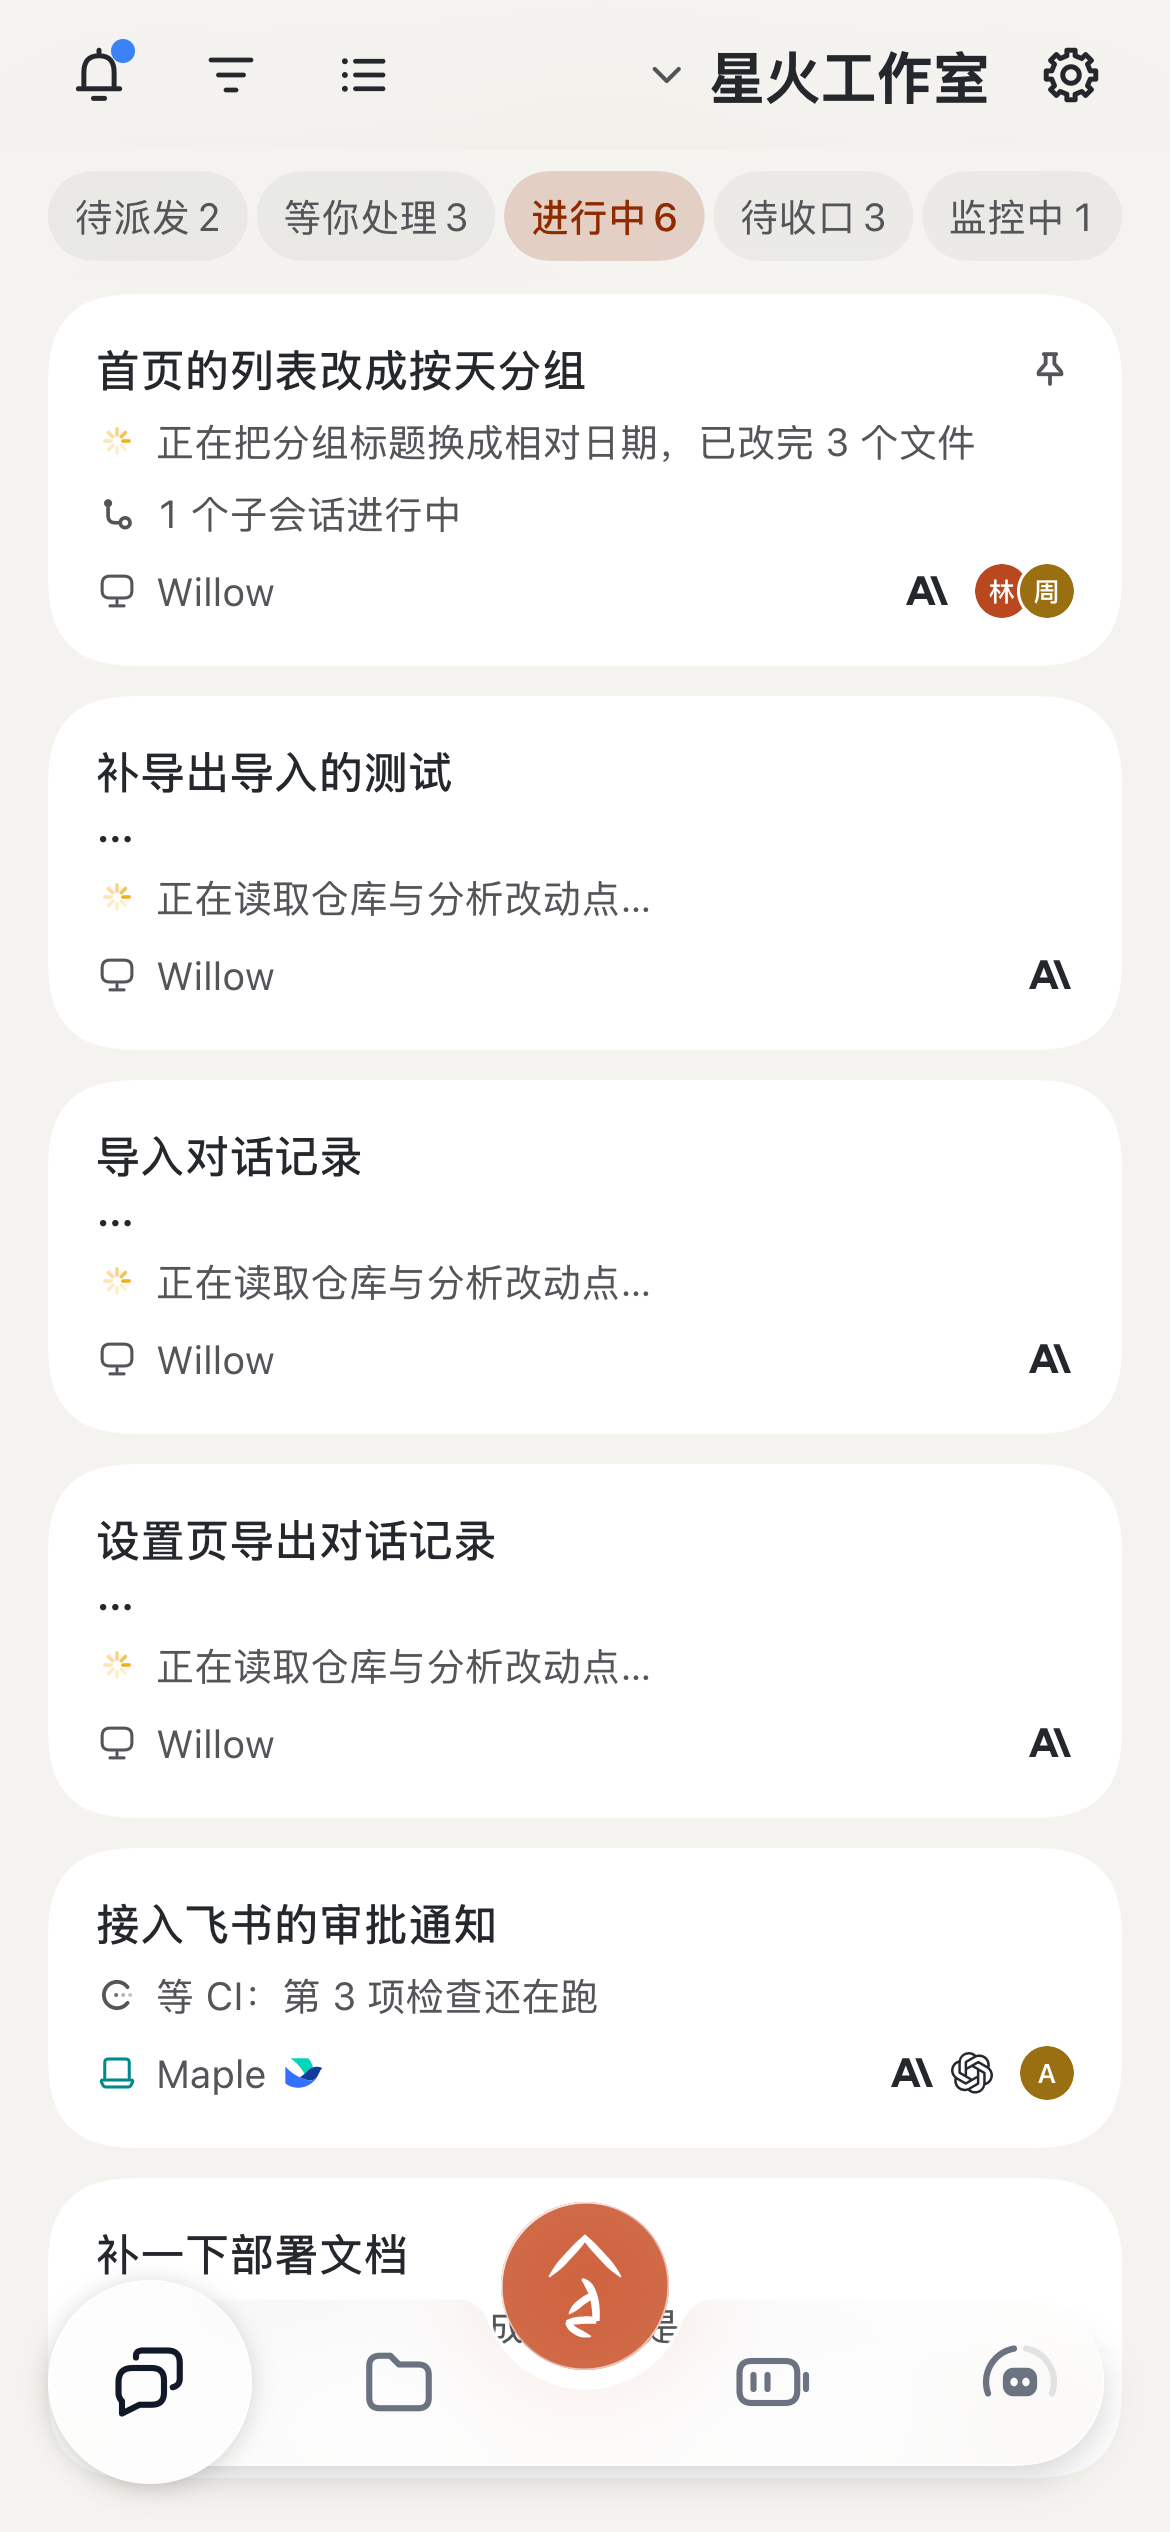 星火工作室
待派发 2
等你处理 3
进行中 6
待收口 3
监控中 1
首页的列表改成按天分组
正在把分组标题换成相对日期，已改完 3 个文件
1 个子会话进行中
Willow
林
周
补导出导入的测试
...
正在读取仓库与分析改动点...
Willow
导入对话记录
...
正在读取仓库与分析改动点...
Willow
设置页导出对话记录
...
正在读取仓库与分析改动点...
Willow
接入飞书的审批通知
等 CI：第 3 项检查还在跑
Maple
A
补一下部署文档